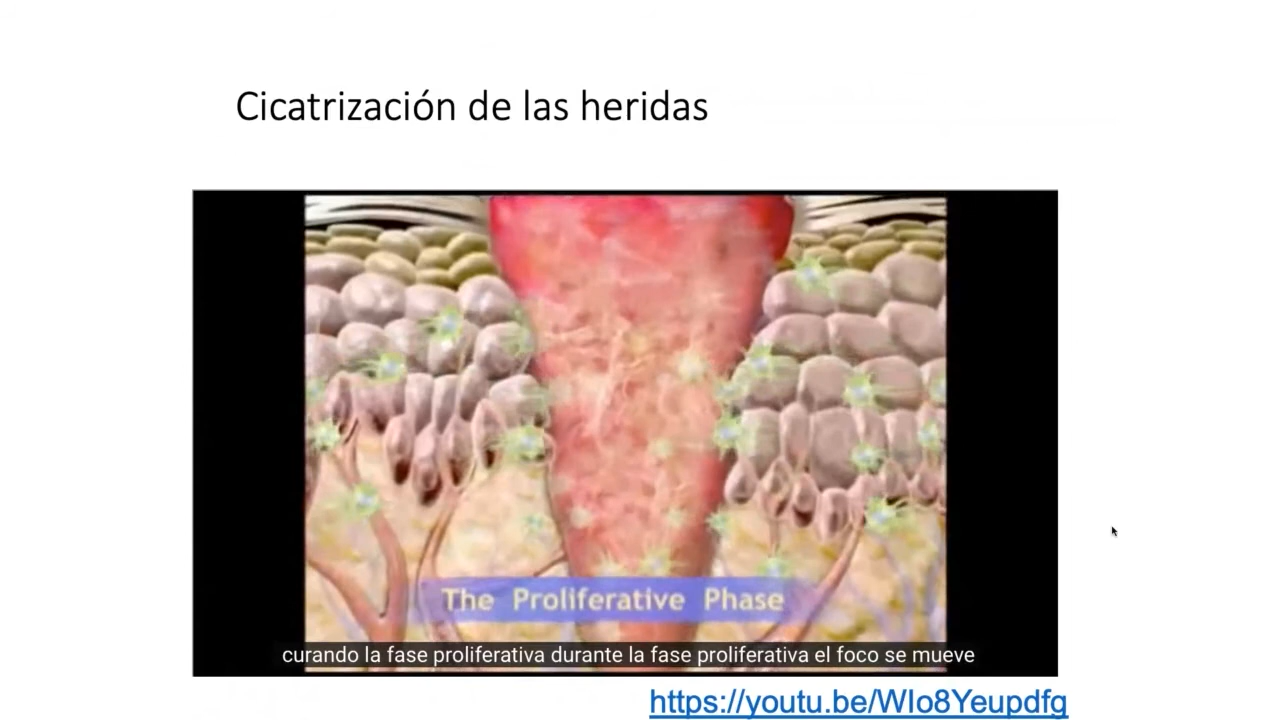 Cicatrización de las heridas
The Proliferative Phase
curando la fase proliferativa durante la fase proliferativa el foco se mueve
https://youtu.be/WIo8Yeupdfg